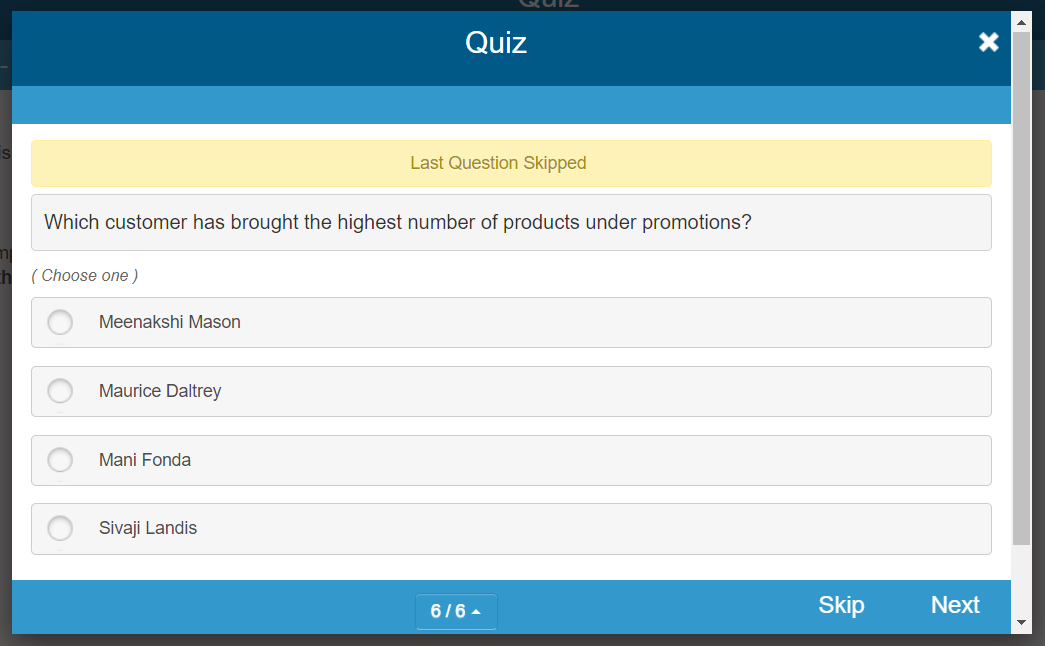 Quiz
Last Question Skipped
Which customer has brought the highest number of products under promotions?
( Choose one )
Meenakshi Mason
Maurice Daltrey
Mani Fonda
Sivaji Landis
6 / 6
Skip
Next